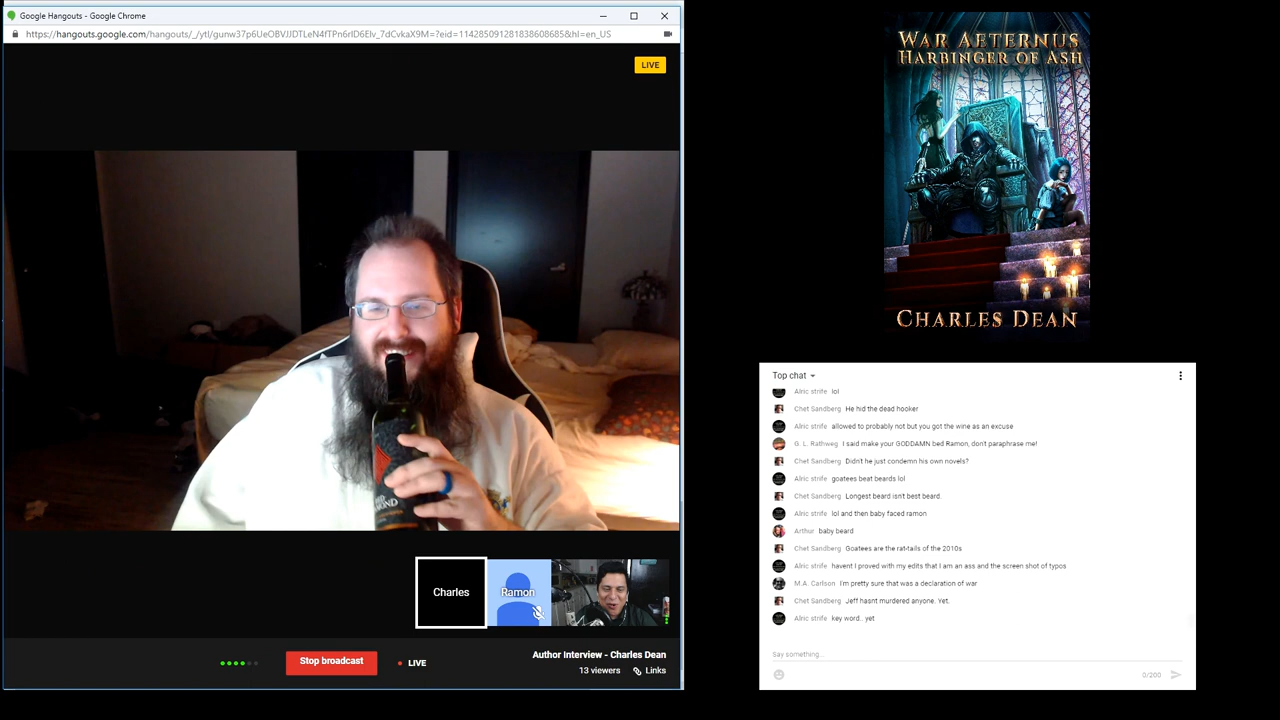 Google Hangouts - Google Chrome
https://hangouts.google.com/hangouts/_/ytl/
LIVE
Charles
Ramon
Stop broadcast
LIVE
Author Interview - Charles Dean
13 viewers
Links
WAR AETERNUS
HARBINGER OF ASH
CHARLES DEAN
Top chat
Alric strife lol
Chet Sandberg He hid the dead hooker
Alric strife allowed to probably not but you got the wine as an excuse
G. L. Rathweg I said make your GODDAMN bed Ramon, don't paraphrase me!
Chet Sandberg Didn't he just condemn his own novels?
Alric strife goatees beat beards lol
Chet Sandberg Longest beard isn't best beard.
Alric strife lol and then baby faced ramon
Arthur baby beard
Chet Sandberg Goatees are the rat-tails of the 2010s
Alric strife havent I proved with my edits that I am an ass and the screen shot of typos
M.A. Carlson I'm pretty sure that was a declaration of war
Chet Sandberg Jeff hasnt murdered anyone. Yet.
Alric strife key word.. yet
Say something...
0/200